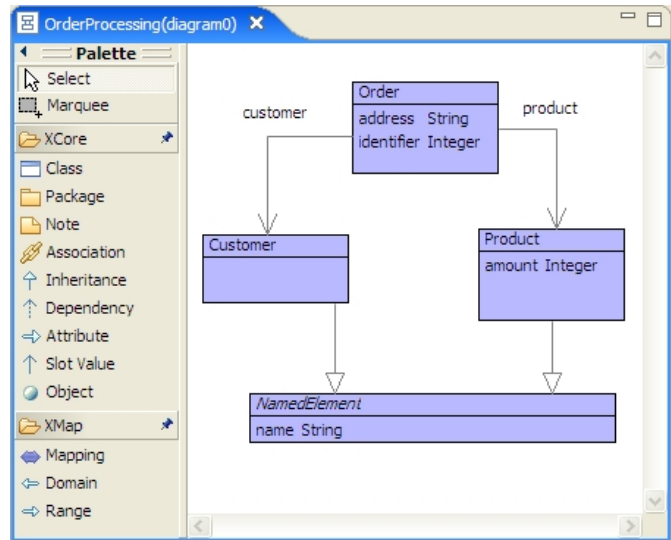 OrderProcessing(diagram0)
Palette
Select
Marquee
XCore
Class
Package
Note
Association
Inheritance
Dependency
Attribute
Slot Value
Object
XMap
Mapping
Domain
Range
Order
address String
identifier Integer
customer
product
Customer
Product
amount Integer
NamedElement
name String